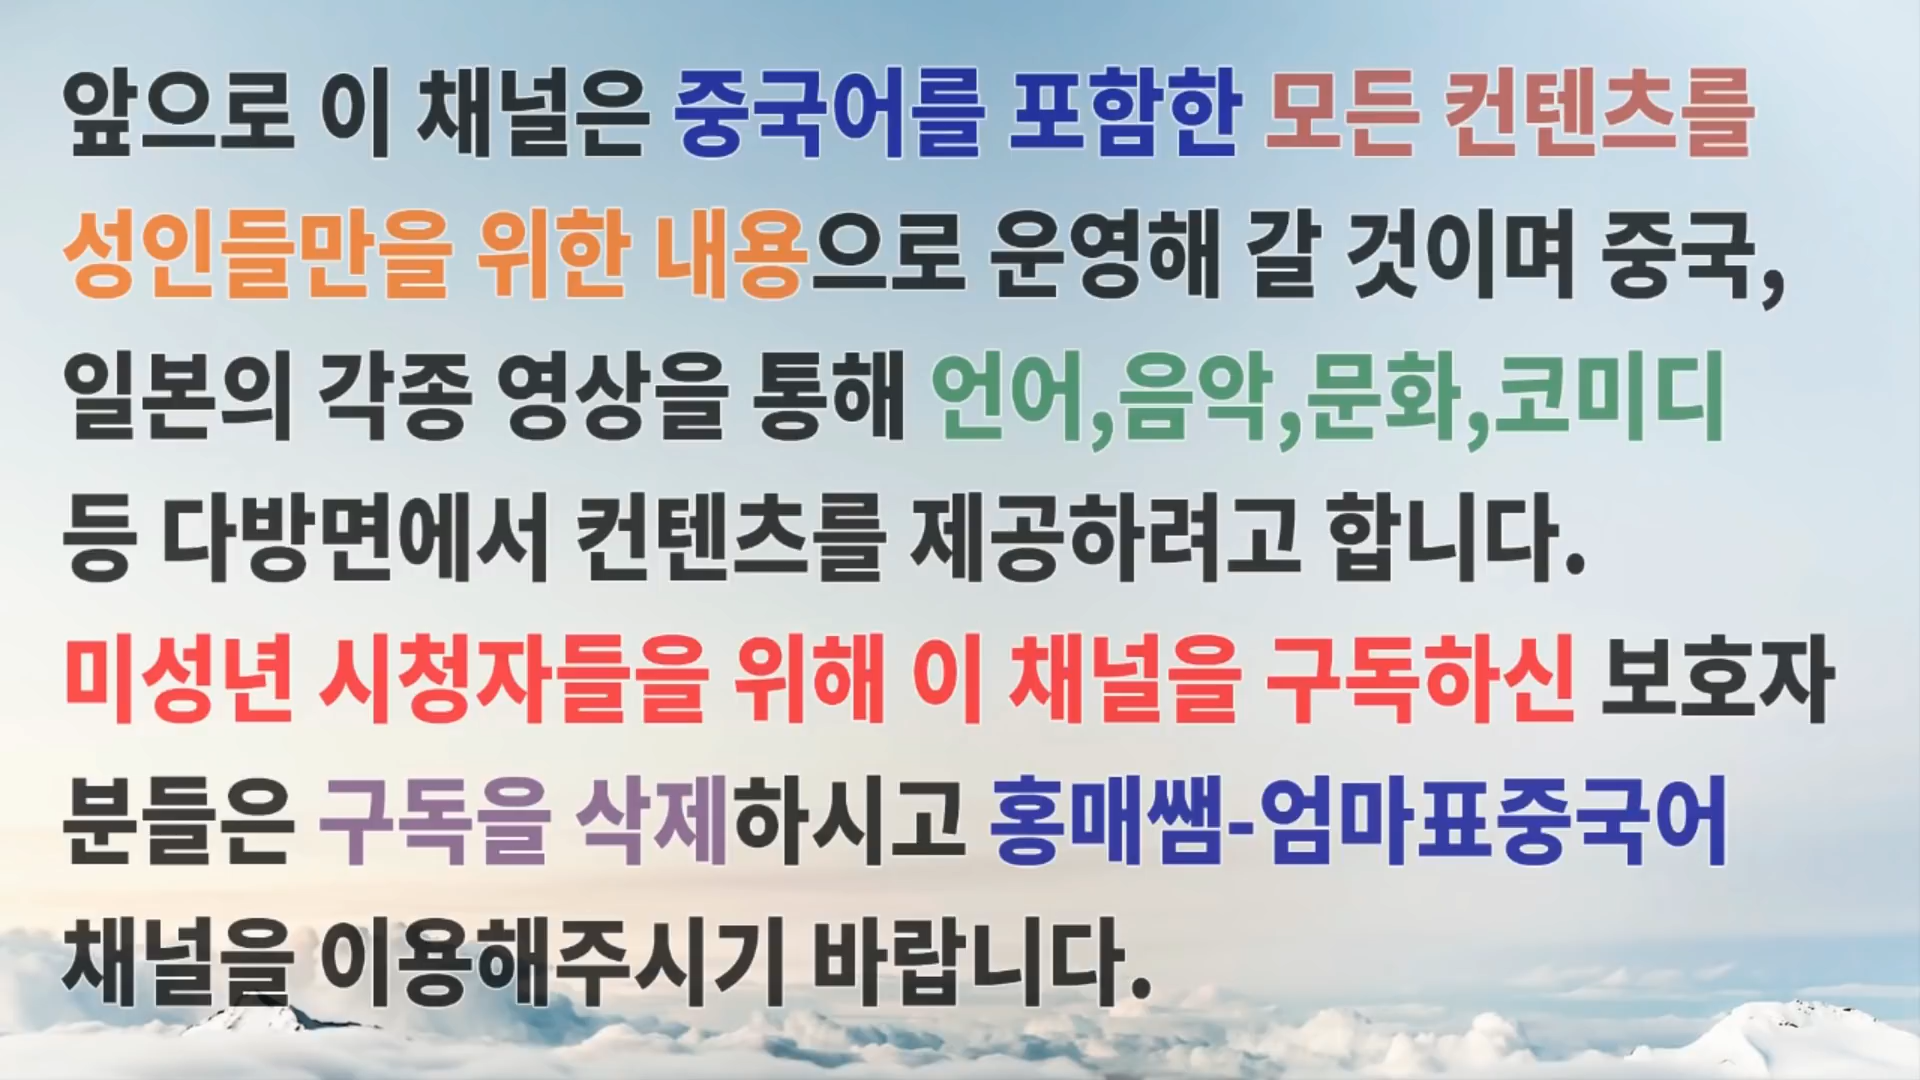 앞으로 이 채널은 중국어를 포함한 모든 컨텐츠를
성인들만을 위한 내용으로 운영해 갈 것이며 중국,
일본의 각종 영상을 통해 언어,음악,문화,코미디
등 다방면에서 컨텐츠를 제공하려고 합니다.
미성년 시청자들을 위해 이 채널을 구독하신 보호자
분들은 구독을 삭제하시고 홍매쌤-엄마표중국어
채널을 이용해주시기 바랍니다.